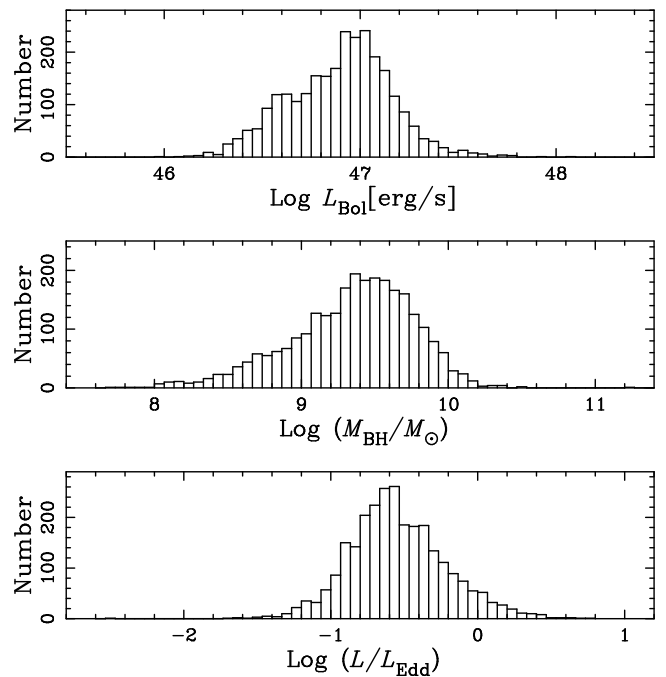 Number
0 100 200
46 47 48
Log L_Bol[erg/s]
Number
0 100 200
8 9 10 11
Log (M_BH/M_⊙)
Number
0 100 200
-2 -1 0 1
Log (L/L_Edd)